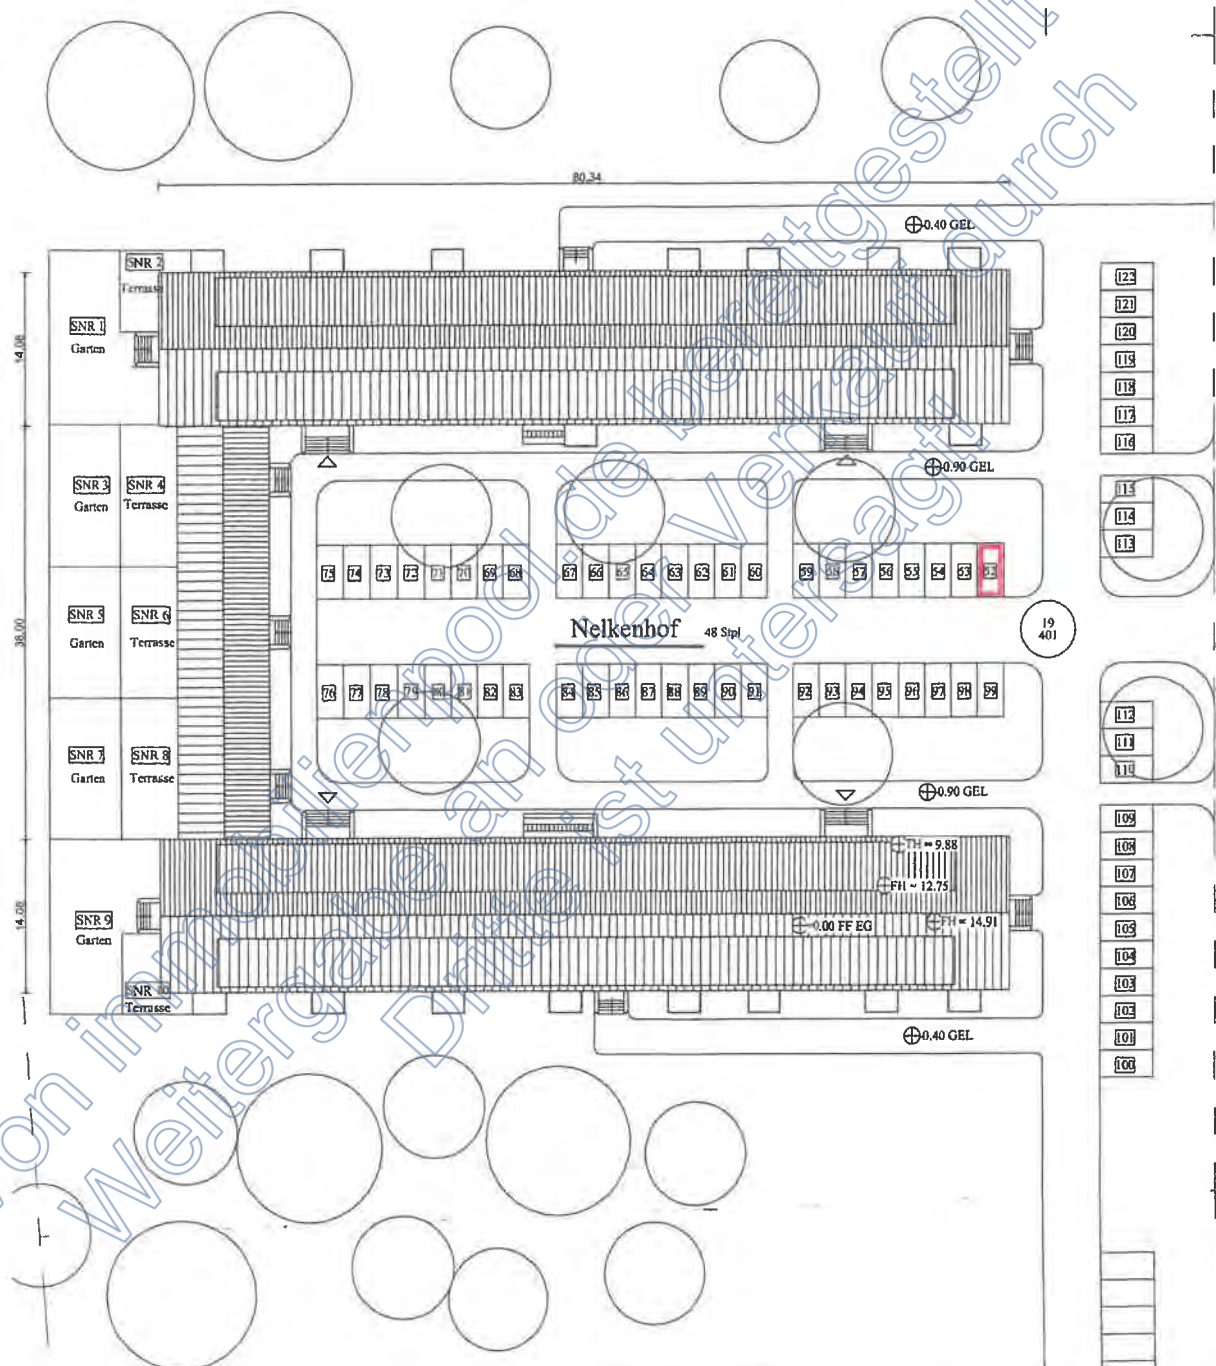 80.34
0.40 GEL
SNR 2
Terrasse
SNR 1
Garten
14.08
123
121
120
119
118
117
116
0.90 GEL
SNR 3
Garten
SNR 4
Terrasse
115
114
113
75 74 73 72 71 70 69 68 67 66 65 64 63 62 61 60 59 58 57 56 55 54 53 52
SNR 5
Garten
SNR 6
Terrasse
38.00
Nelkenhof 48 Stpl
19
401
76 77 78 79 80 81 82 83 84 85 86 87 88 89 90 91 92 93 94 95 96 97 98 99
112
111
110
SNR 7
Garten
SNR 8
Terrasse
0.90 GEL
109
108
107
106
105
104
103
102
101
100
TH = 9.88
FH = 12.75
FH = 14.91
0.00 FF EG
14.08
SNR 9
Garten
SNR 10
Terrasse
0.40 GEL
von immobilienpool.de bereitgestellt
Weitergabe an oder Verkauf durch
Dritte ist untersagt!